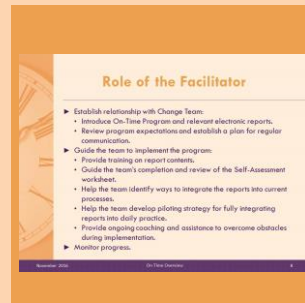 Role of the Facilitator
► Establish relationship with Change Team:
• Introduce On-Time Program and relevant electronic reports.
• Review program expectations and establish a plan for regular
communication.
► Guide the team to implement the program:
• Provide training on report contents.
• Guide the team's completion and review of the Self-Assessment
worksheet.
• Help the team identify ways to integrate the reports into current
processes.
• Help the team develop piloting strategy for fully integrating
reports into daily practice.
• Provide ongoing coaching and assistance to overcome obstacles
during implementation.
► Monitor progress.
On-Time Overview